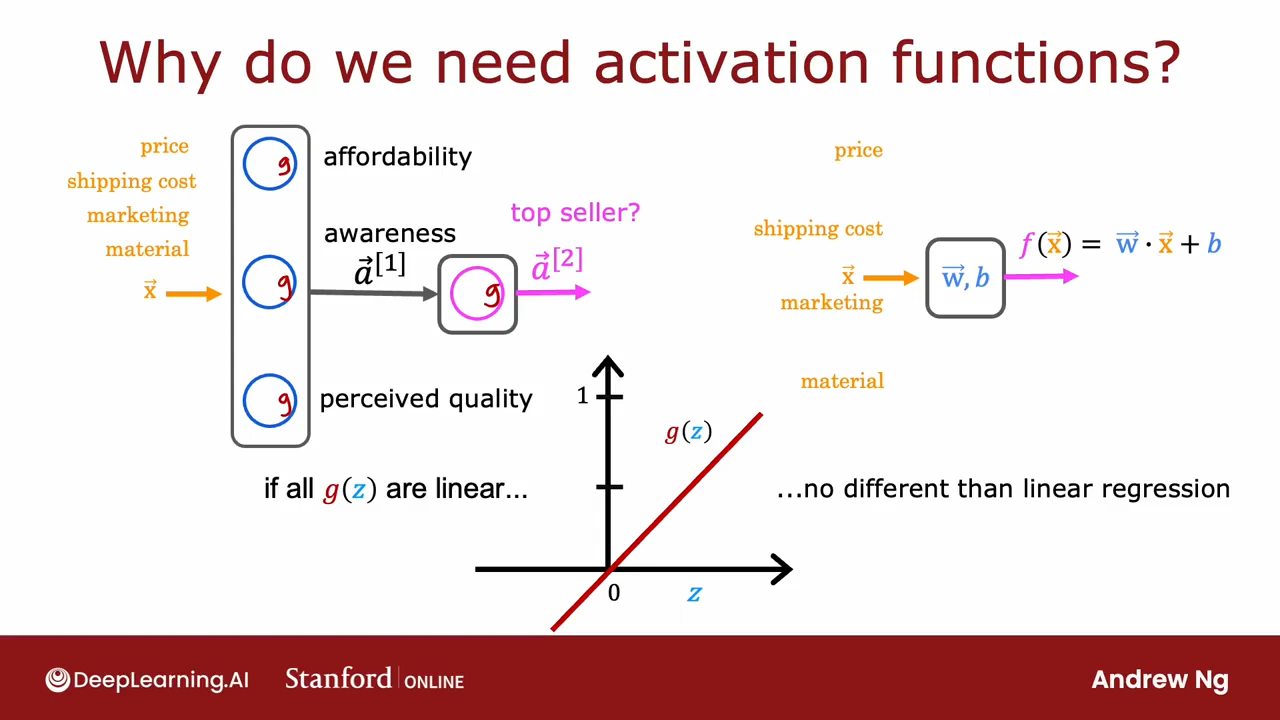 Why do we need activation functions?
price
shipping cost
marketing
material
x⃗
g
g
g
affordability
awareness
perceived quality
a⃗^[1]
g
top seller?
a⃗^[2]
if all g(z) are linear...
1
g(z)
0
z
price
shipping cost
x⃗
marketing
material
w⃗, b
f(x⃗) = w⃗ · x⃗ + b
...no different than linear regression
DeepLearning.AI
Stanford | ONLINE
Andrew Ng